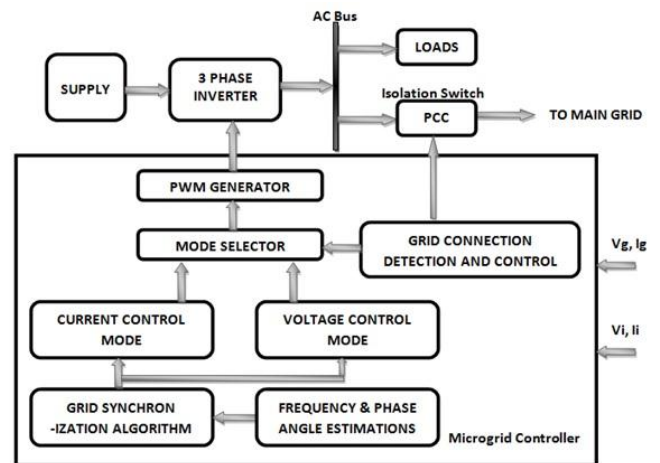 AC Bus
LOADS
3 PHASE
INVERTER
SUPPLY
Isolation Switch
PCC
TO MAIN GRID
PWM GENERATOR
MODE SELECTOR
GRID CONNECTION
DETECTION AND CONTROL
Vg, Ig
CURRENT CONTROL
MODE
VOLTAGE CONTROL
MODE
Vi, Ii
GRID SYNCHRON
-IZATION ALGORITHM
FREQUENCY & PHASE
ANGLE ESTIMATIONS
Microgrid Controller